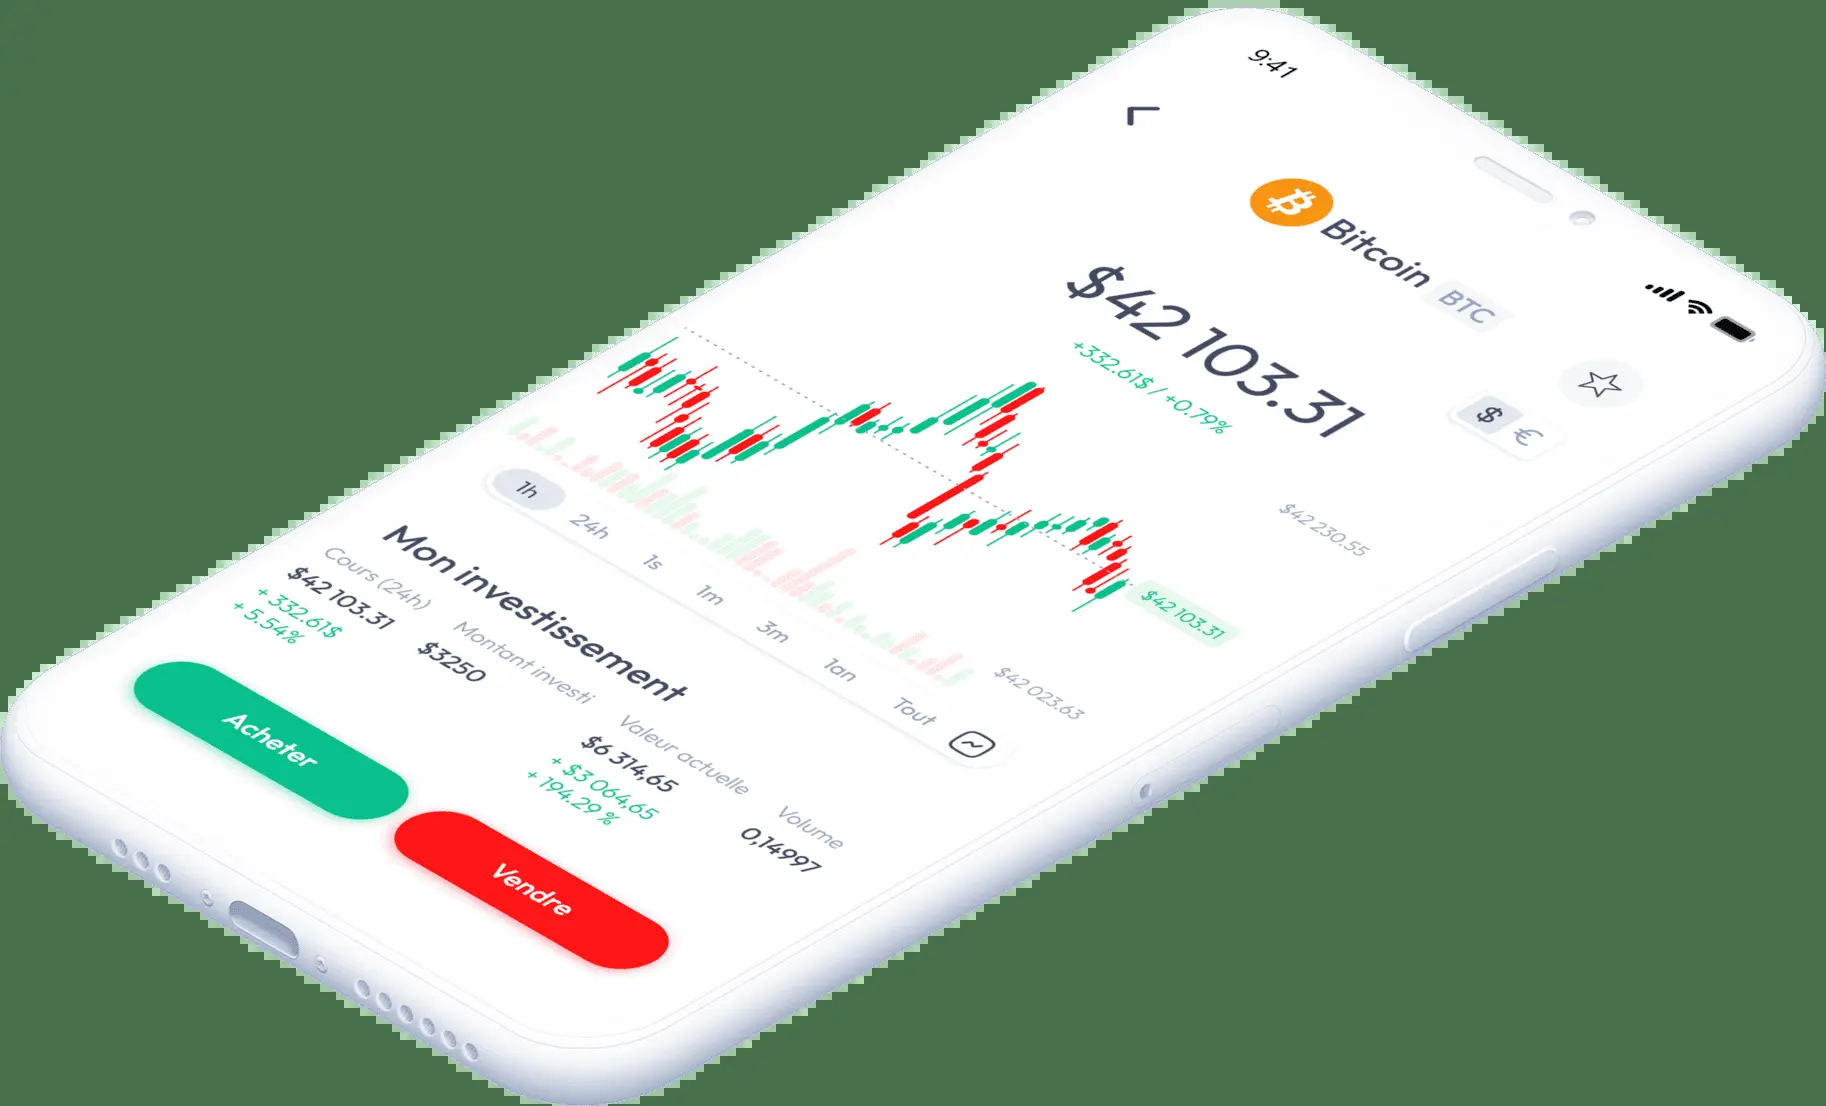 9:41
Bitcoin BTC
$42 103.31
+332.61$ / +0.79%
$ €
$42 230.55
$42 103.31
$42 023.63
1h 24h 1s 1m 3m 1an Tout
Mon investissement
Cours (24h)
$42 103.31
+ 332.61$
+ 5.54%
Montant investi
$3250
Valeur actuelle
$6 314,65
+ $3 064,65
+ 194.29 %
Volume
0,14997
Acheter
Vendre